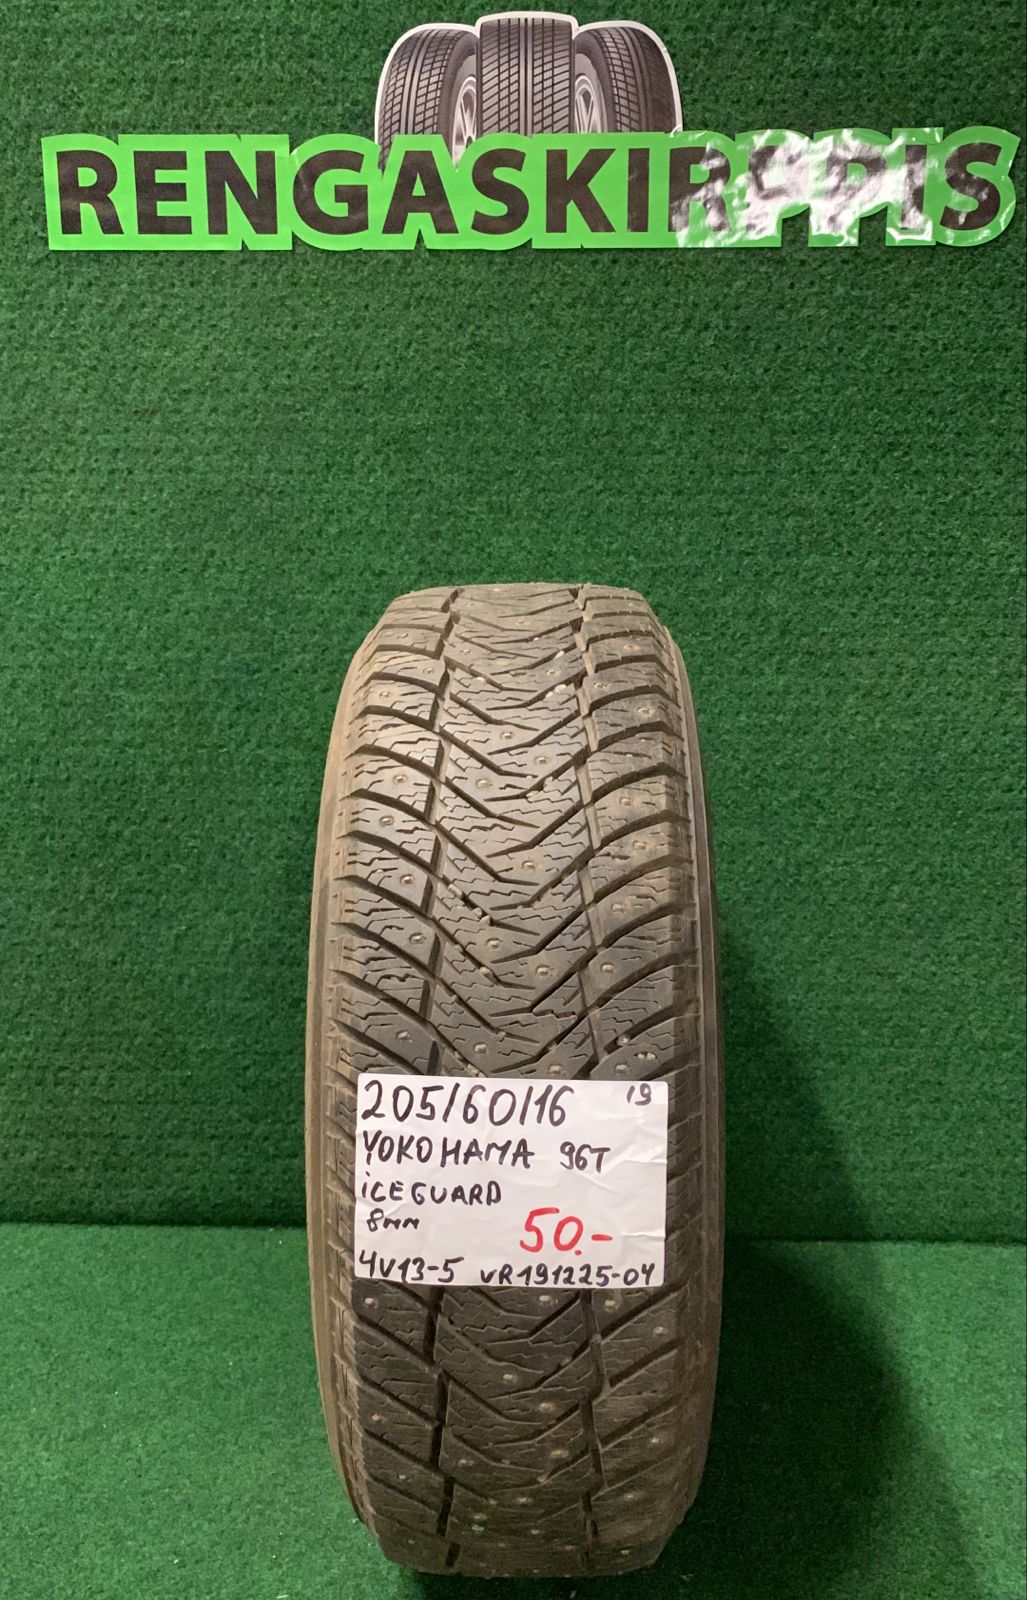 RENGASKIRPPIS
205/60/16 19
YOKOHAMA 96T
iCEGUARD
8mm
50.-
4V13-5 VR191225-04